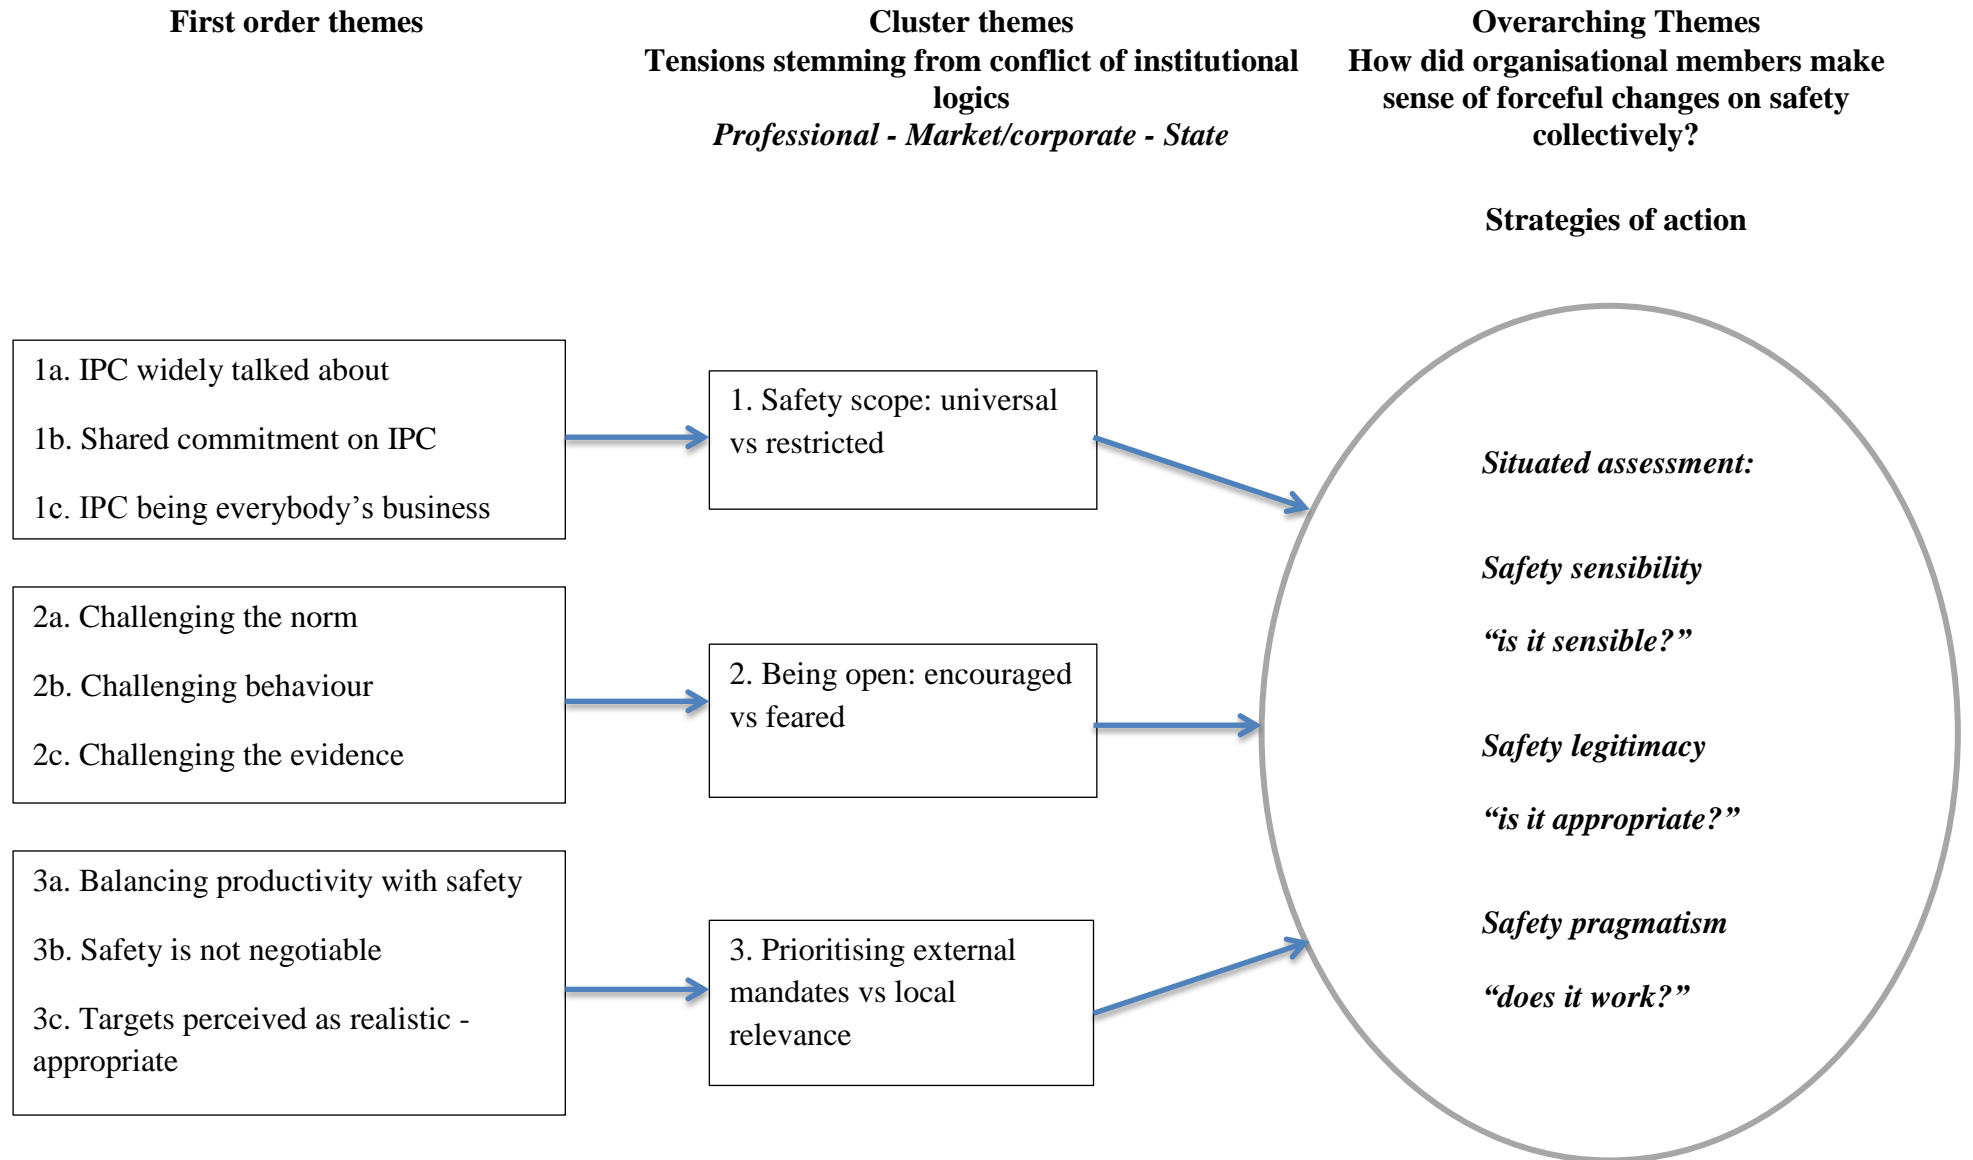 First order themes
Cluster themes
Tensions stemming from conflict of institutional
logics
Professional - Market/corporate - State
Overarching Themes
How did organisational members make
sense of forceful changes on safety
collectively?
Strategies of action
1a. IPC widely talked about
1b. Shared commitment on IPC
1c. IPC being everybody’s business
2a. Challenging the norm
2b. Challenging behaviour
2c. Challenging the evidence
3a. Balancing productivity with safety
3b. Safety is not negotiable
3c. Targets perceived as realistic -
appropriate
1. Safety scope: universal
vs restricted
2. Being open: encouraged
vs feared
3. Prioritising external
mandates vs local
relevance
Situated assessment:
Safety sensibility
“is it sensible?”
Safety legitimacy
“is it appropriate?”
Safety pragmatism
“does it work?”